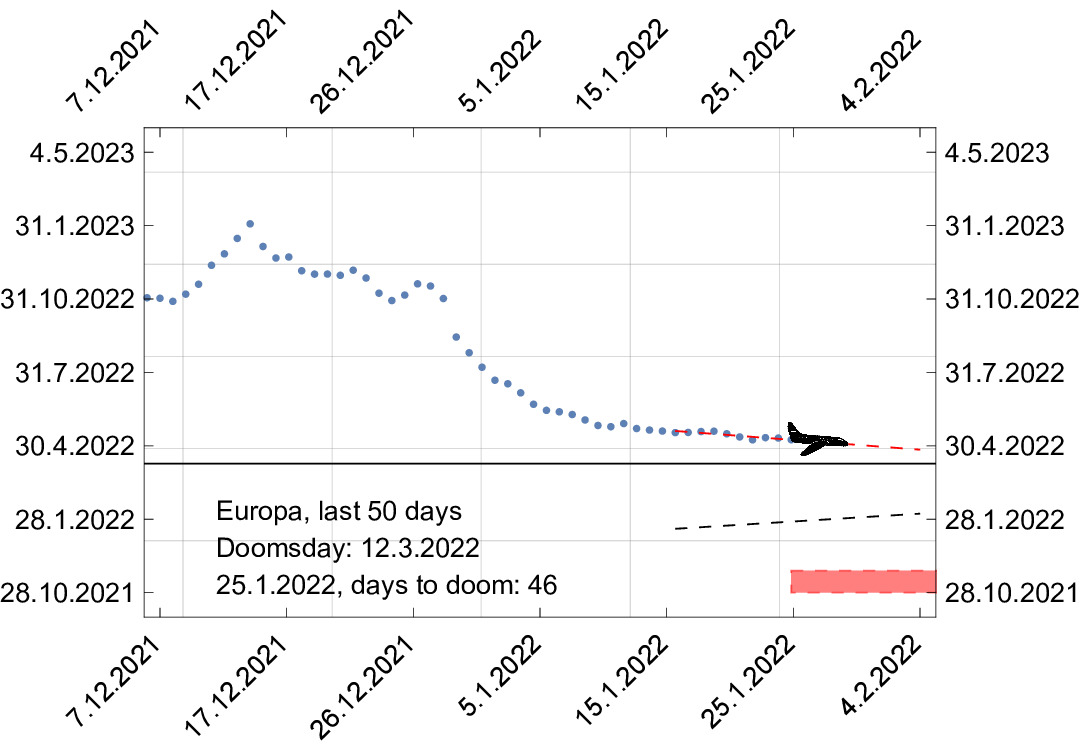 7.12.2021 17.12.2021 26.12.2021 5.1.2022 15.1.2022 25.1.2022 4.2.2022
4.5.2023 4.5.2023
31.1.2023 31.1.2023
31.10.2022 31.10.2022
31.7.2022 31.7.2022
30.4.2022 30.4.2022
28.1.2022 28.1.2022
28.10.2021 28.10.2021
Europa, last 50 days
Doomsday: 12.3.2022
25.1.2022, days to doom: 46
7.12.2021 17.12.2021 26.12.2021 5.1.2022 15.1.2022 25.1.2022 4.2.2022